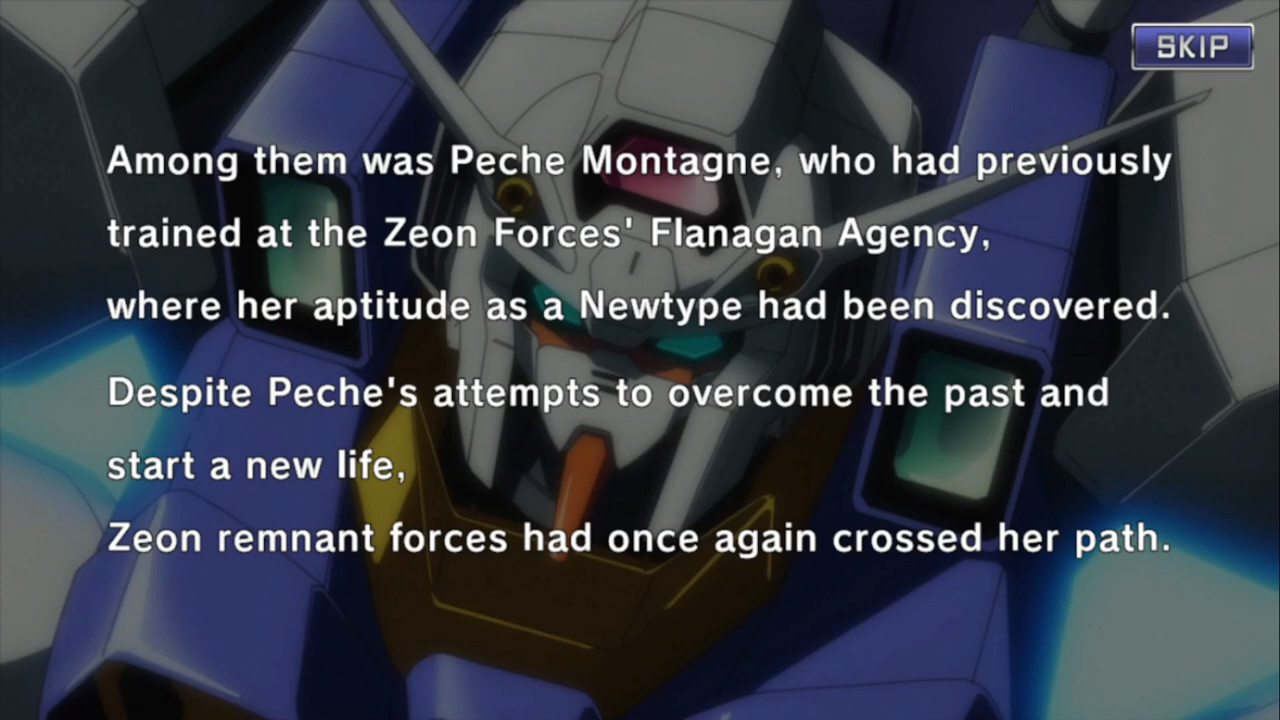 SKIP
Among them was Peche Montagne, who had previously
trained at the Zeon Forces' Flanagan Agency,
where her aptitude as a Newtype had been discovered.
Despite Peche's attempts to overcome the past and
start a new life,
Zeon remnant forces had once again crossed her path.